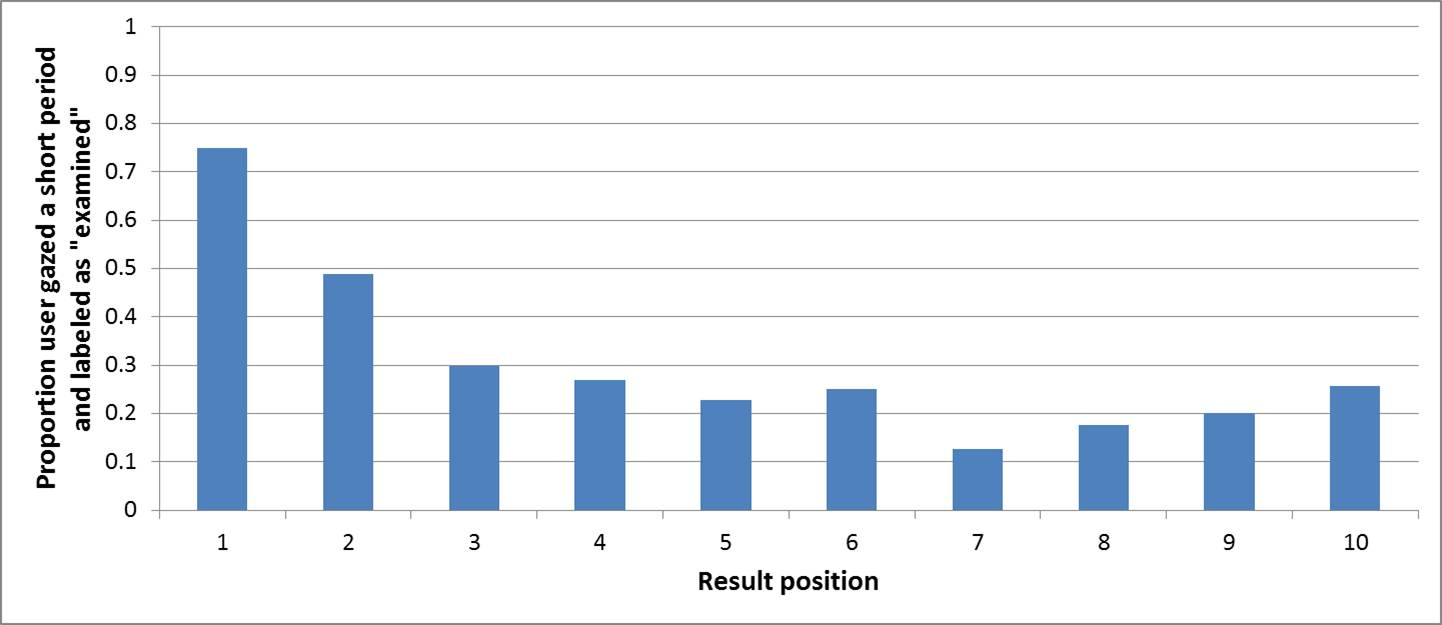 Proportion user gazed a short period
and labeled as "examined"
1
0.9
0.8
0.7
0.6
0.5
0.4
0.3
0.2
0.1
0
1 2 3 4 5 6 7 8 9 10
Result position